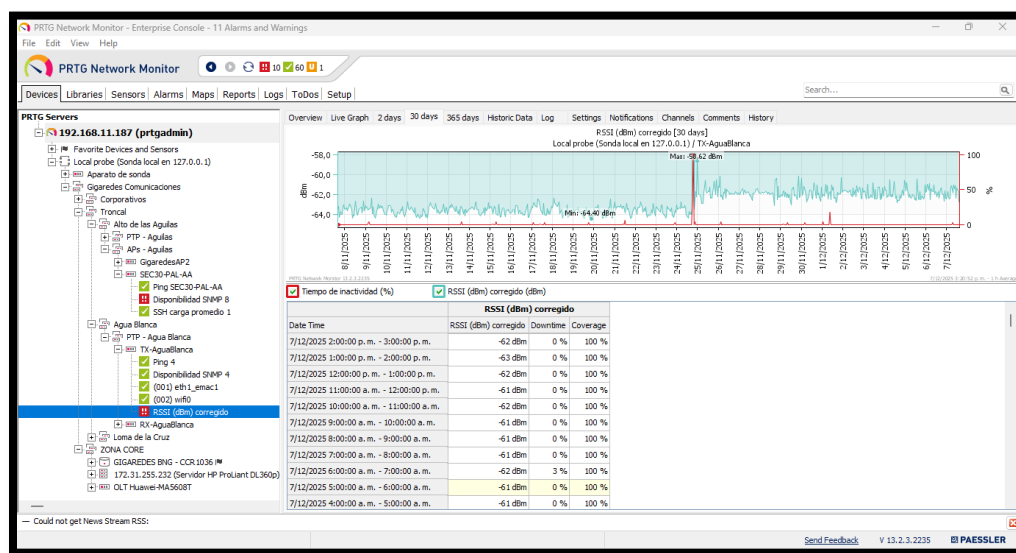 PRTG Network Monitor - Enterprise Console - 11 Alarms and Warnings
File Edit View Help
PRTG Network Monitor 10 60 U 1
Devices Libraries Sensors Alarms Maps Reports Logs ToDos Setup Search...
PRTG Servers
192.168.11.187 (prtgadmin)
Favorite Devices and Sensors
Local probe (Sonda local en 127.0.0.1)
Aparato de sonda
Gigaredes Comunicaciones
Corporativos
Troncal
Alto de las Aguilas
PTP - Aguilas
APs - Aguilas
GigaredesAP2
SEC30-PAL-AA
Ping SEC30-PAL-AA
Disponibilidad SNMP 8
SSH carga promedio 1
Agua Blanca
PTP - Agua Blanca
TX-AguaBlanca
Ping 4
Disponibilidad SNMP 4
(001) eth1_emac1
(002) wifi0
RSSI (dBm) corregido
RX-AguaBlanca
Loma de la Cruz
ZONA CORE
GIGAREDES BNG - CCR1036
172.31.255.232 (Servidor HP ProLiant DL360p)
OLT Huawei-MA5608T
Overview Live Graph 2 days 30 days 365 days Historic Data Log Settings Notifications Channels Comments History
RSSI (dBm) corregido [30 days]
Local probe (Sonda local en 127.0.0.1) / TX-AguaBlanca
-58,0
-60,0
-62,0
-64,0
dBm
Max: -58.62 dBm
Min: -64.40 dBm
100
50
0
%
8/11/2025
9/11/2025
10/11/2025
11/11/2025
12/11/2025
13/11/2025
14/11/2025
15/11/2025
16/11/2025
17/11/2025
18/11/2025
19/11/2025
20/11/2025
21/11/2025
22/11/2025
23/11/2025
24/11/2025
25/11/2025
26/11/2025
27/11/2025
28/11/2025
29/11/2025
30/11/2025
1/12/2025
2/12/2025
3/12/2025
4/12/2025
5/12/2025
6/12/2025
7/12/2025
PRTG Network Monitor 13.2.3.2235
Tiempo de inactividad (%) RSSI (dBm) corregido (dBm)
RSSI (dBm) corregido
Date Time RSSI (dBm) corregido Downtime Coverage
7/12/2025 2:00:00 p. m. - 3:00:00 p. m. -62 dBm 0 % 100 %
7/12/2025 1:00:00 p. m. - 2:00:00 p. m. -63 dBm 0 % 100 %
7/12/2025 12:00:00 p. m. - 1:00:00 p. m. -62 dBm 0 % 100 %
7/12/2025 11:00:00 a. m. - 12:00:00 p. m. -61 dBm 0 % 100 %
7/12/2025 10:00:00 a. m. - 11:00:00 a. m. -62 dBm 0 % 100 %
7/12/2025 9:00:00 a. m. - 10:00:00 a. m. -61 dBm 0 % 100 %
7/12/2025 8:00:00 a. m. - 9:00:00 a. m. -61 dBm 0 % 100 %
7/12/2025 7:00:00 a. m. - 8:00:00 a. m. -61 dBm 0 % 100 %
7/12/2025 6:00:00 a. m. - 7:00:00 a. m. -62 dBm 3 % 100 %
7/12/2025 5:00:00 a. m. - 6:00:00 a. m. -61 dBm 0 % 100 %
7/12/2025 4:00:00 a. m. - 5:00:00 a. m. -61 dBm 0 % 100 %
Could not get News Stream RSS:
Send Feedback V 13.2.3.2235 PAESSLER